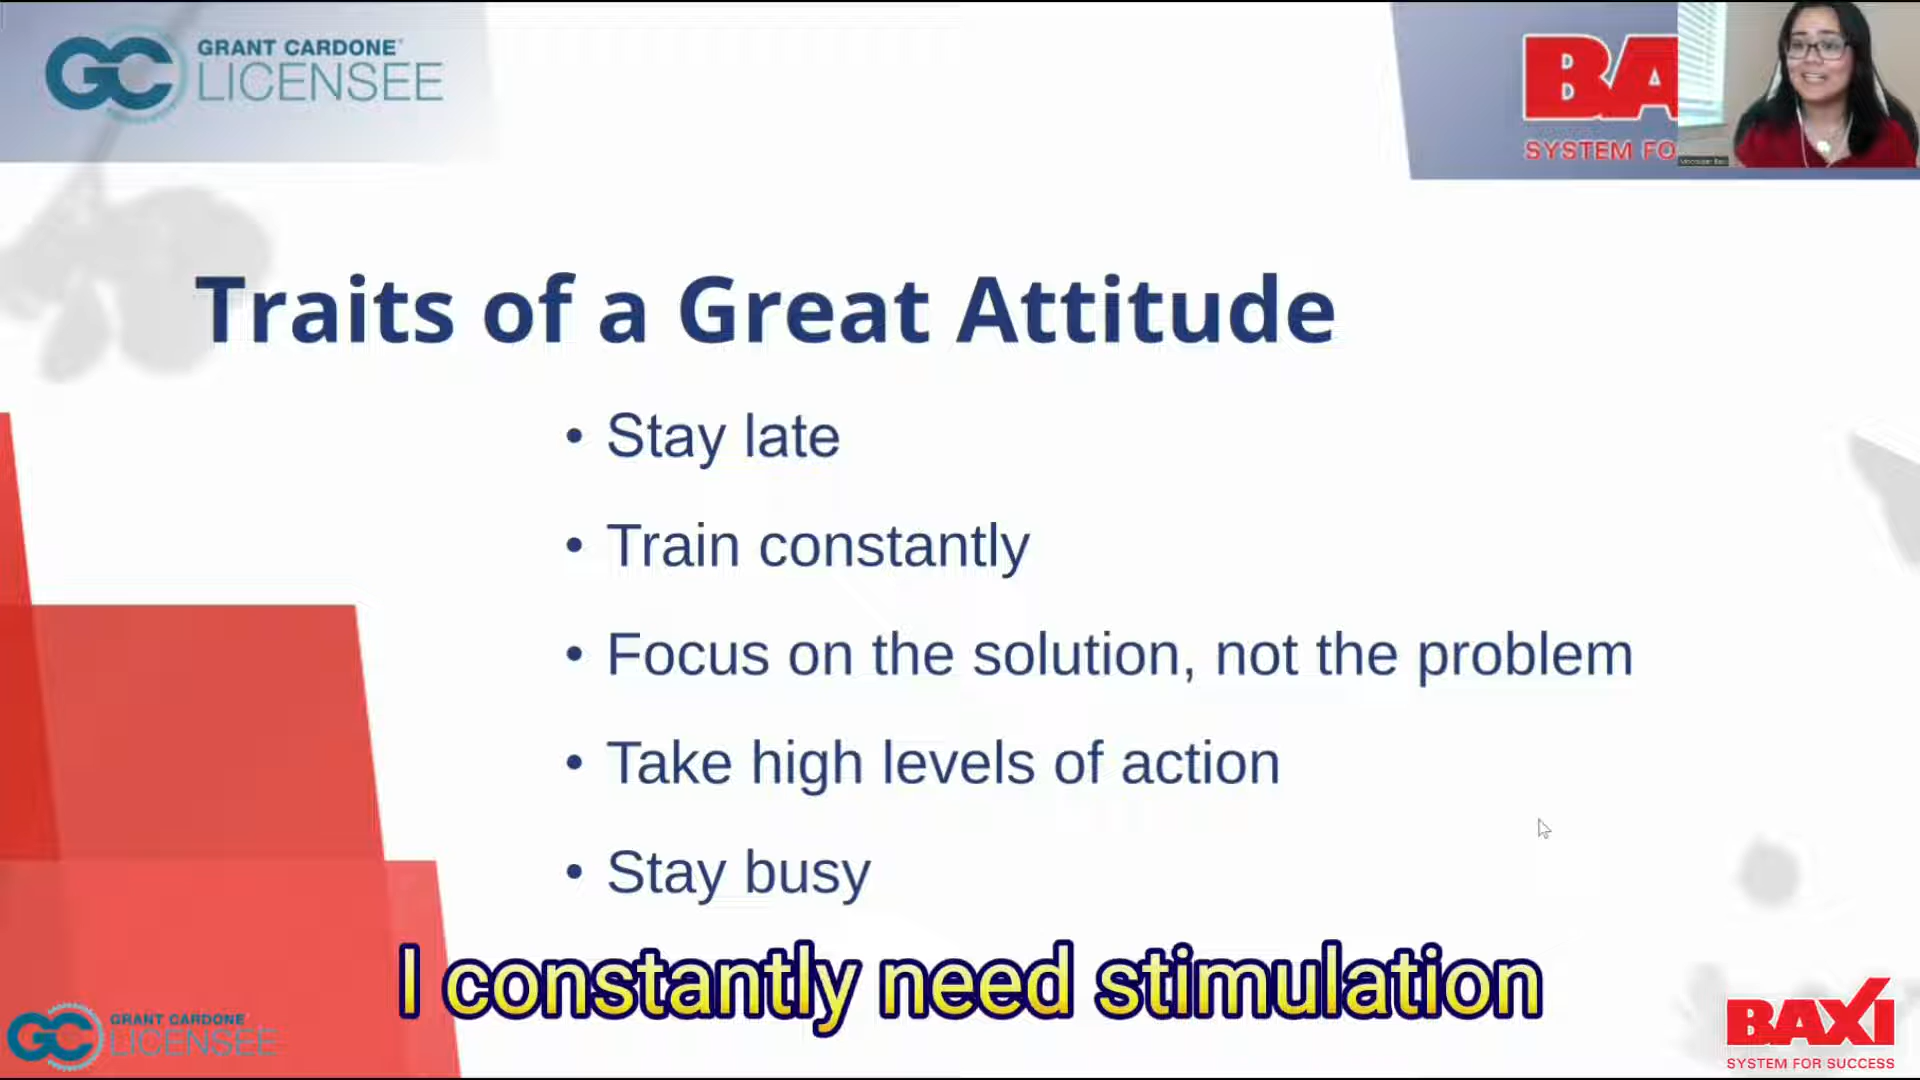 GRANT CARDONE
LICENSEE
BA
SYSTEM FO
Traits of a Great Attitude
• Stay late
• Train constantly
• Focus on the solution, not the problem
• Take high levels of action
• Stay busy
I constantly need stimulation
GC GRANT CARDONE
LICENSEE
BAXI
SYSTEM FOR SUCCESS